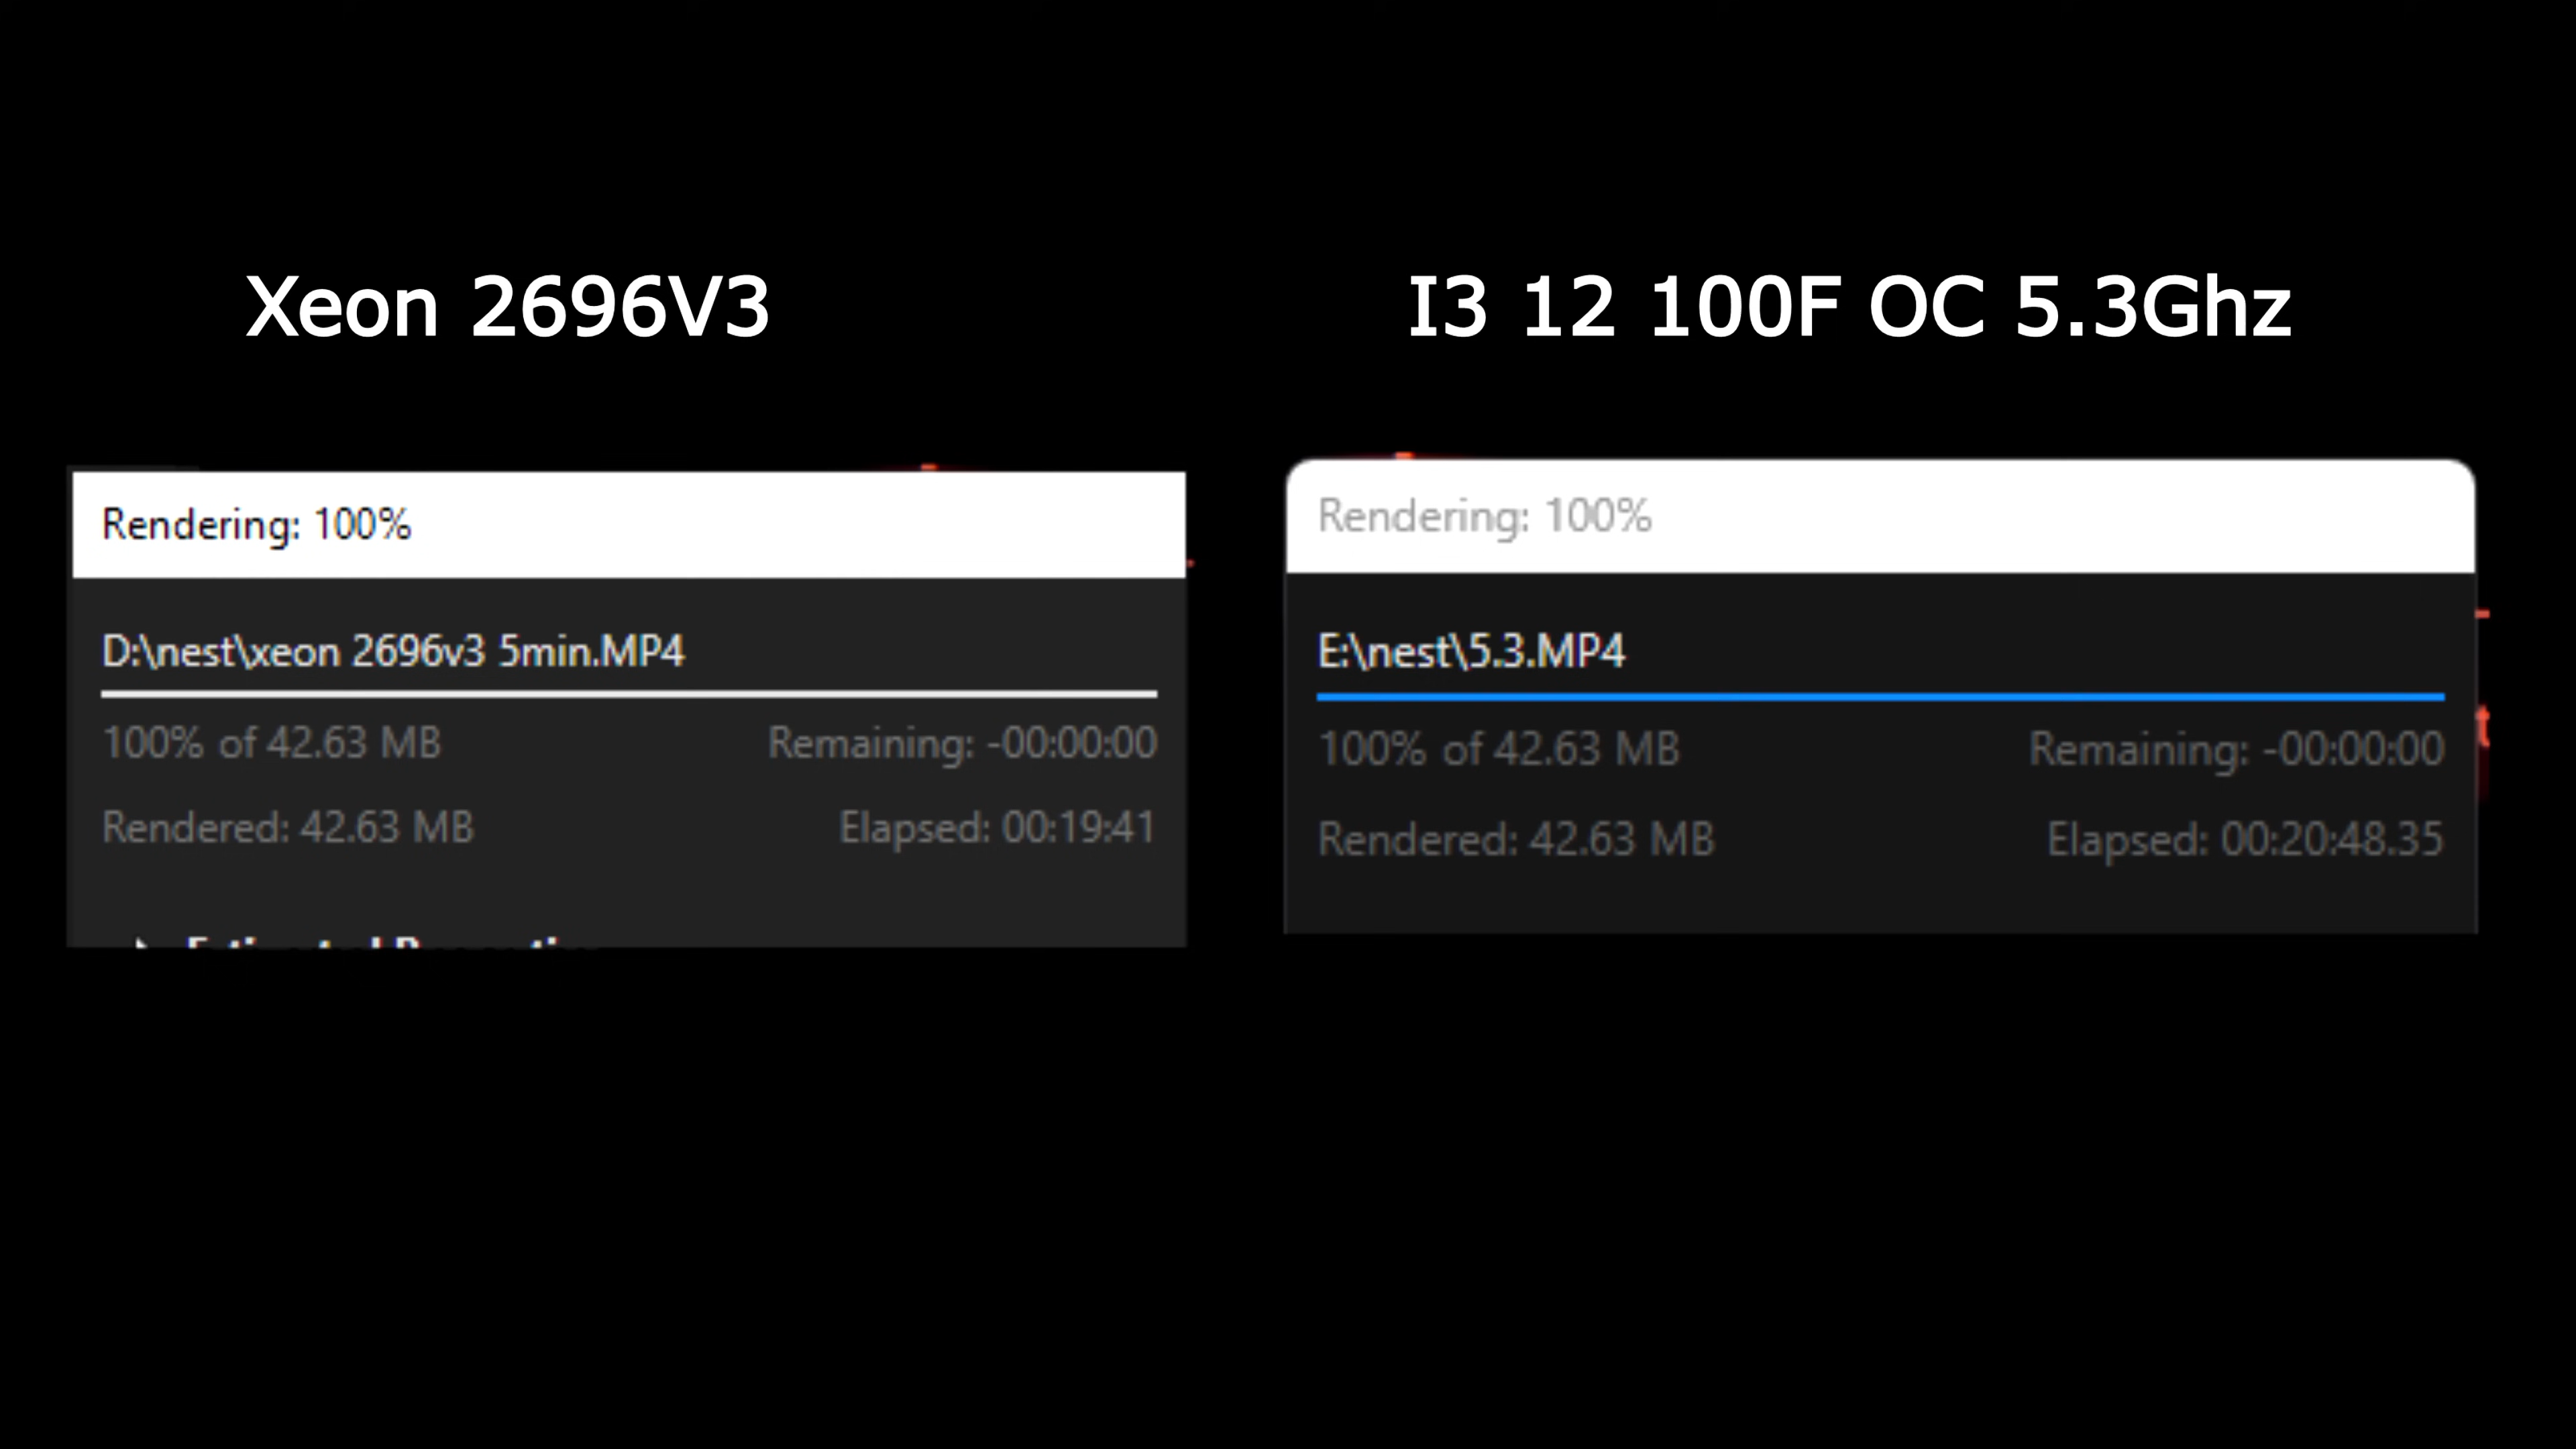 Xeon 2696V3
I3 12 100F OC 5.3Ghz
Rendering: 100%
D:\nest\xeon 2696v3 5min.MP4
100% of 42.63 MB
Remaining: -00:00:00
Rendered: 42.63 MB
Elapsed: 00:19:41
Rendering: 100%
E:\nest\5.3.MP4
100% of 42.63 MB
Remaining: -00:00:00
Rendered: 42.63 MB
Elapsed: 00:20:48.35